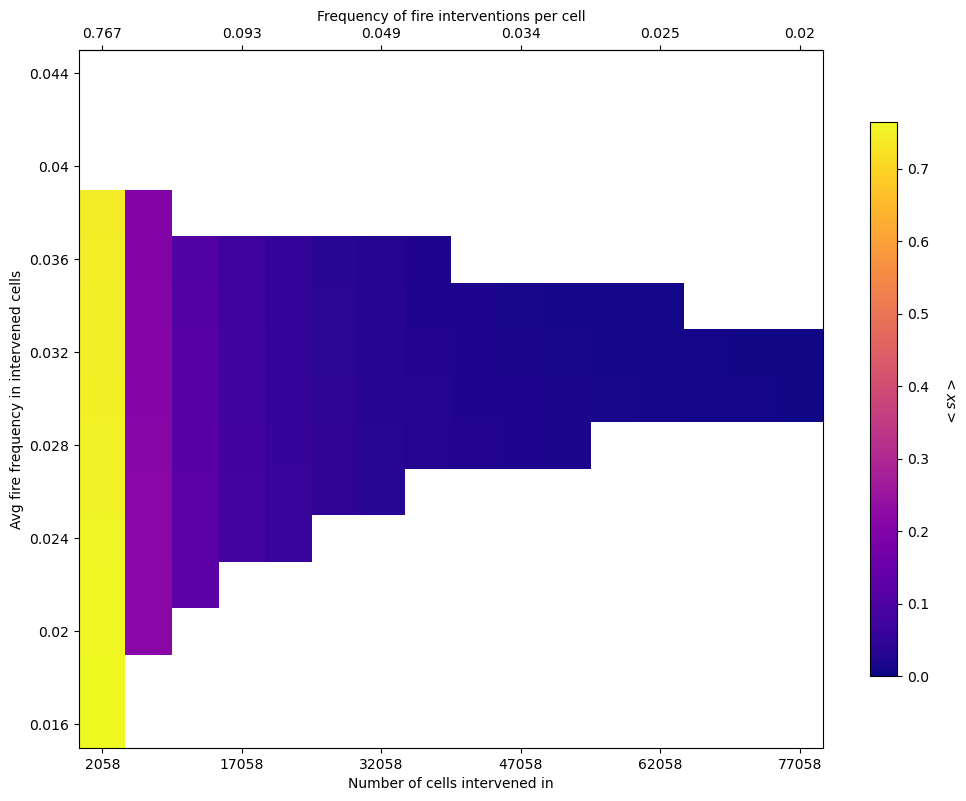 Frequency of fire interventions per cell
0.767 0.093 0.049 0.034 0.025 0.02
0.044
0.04
0.036
0.032
0.028
0.024
0.02
0.016
Avg fire frequency in intervened cells
2058 17058 32058 47058 62058 77058
Number of cells intervened in
0.7
0.6
0.5
0.4
0.3
0.2
0.1
0.0
<xs>